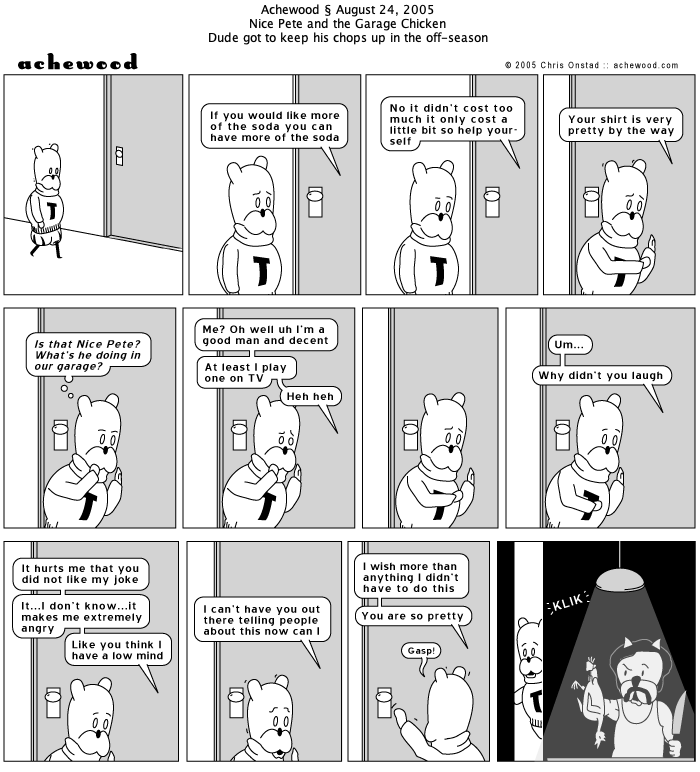 Achewood § August 24, 2005
Nice Pete and the Garage Chicken
Dude got to keep his chops up in the off-season
achewood
© 2005 Chris Onstad :: achewood.com
T
If you would like more
of the soda you can
have more of the soda
T
No it didn't cost too
much it only cost a
little bit so help your-
self
T
Your shirt is very
pretty by the way
T
Is that Nice Pete?
What's he doing in
our garage?
T
Me? Oh well uh I'm a
good man and decent
At least I play
one on TV
Heh heh
T
T
Um...
Why didn't you laugh
T
It hurts me that you
did not like my joke
It...I don't know...it
makes me extremely
angry
Like you think I
have a low mind
I can't have you out
there telling people
about this now can I
I wish more than
anything I didn't
have to do this
You are so pretty
Gasp!
KLIK
T